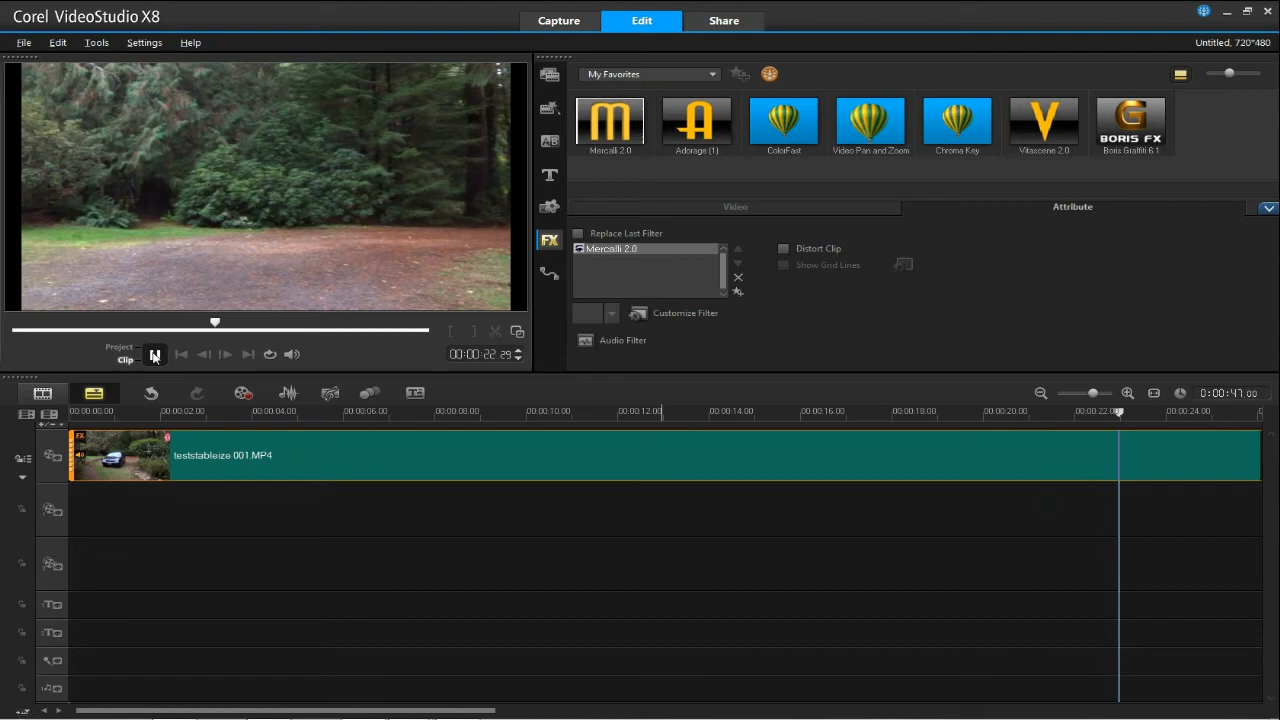 Corel VideoStudio X8
Capture
Edit
Share
File Edit Tools Settings Help
Untitled, 720*480
My Favorites
BORIS FX
Mercalli 2.0
Adorage (1)
ColorFast
Video Pan and Zoom
Chroma Key
Vitascene 2.0
Boris Graffiti 6.1
Video
Attribute
FX
Replace Last Filter
Mercalli 2.0
Distort Clip
Show Grid Lines
Customize Filter
Audio Filter
Project
Clip
00:00:22.29
0:00:47.00
00:00:00.00 00:00:02.00 00:00:04.00 00:00:06.00 00:00:08.00 00:00:10.00 00:00:12.00 00:00:14.00 00:00:16.00 00:00:18.00 00:00:20.00 00:00:22.00 00:00:24.00
FX
teststableize 001.MP4